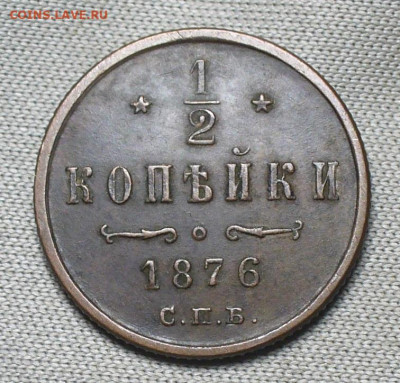 COINS.LAVE.RU
* 1/2 *
КОПѢЙКИ
1876
С.П.Б.